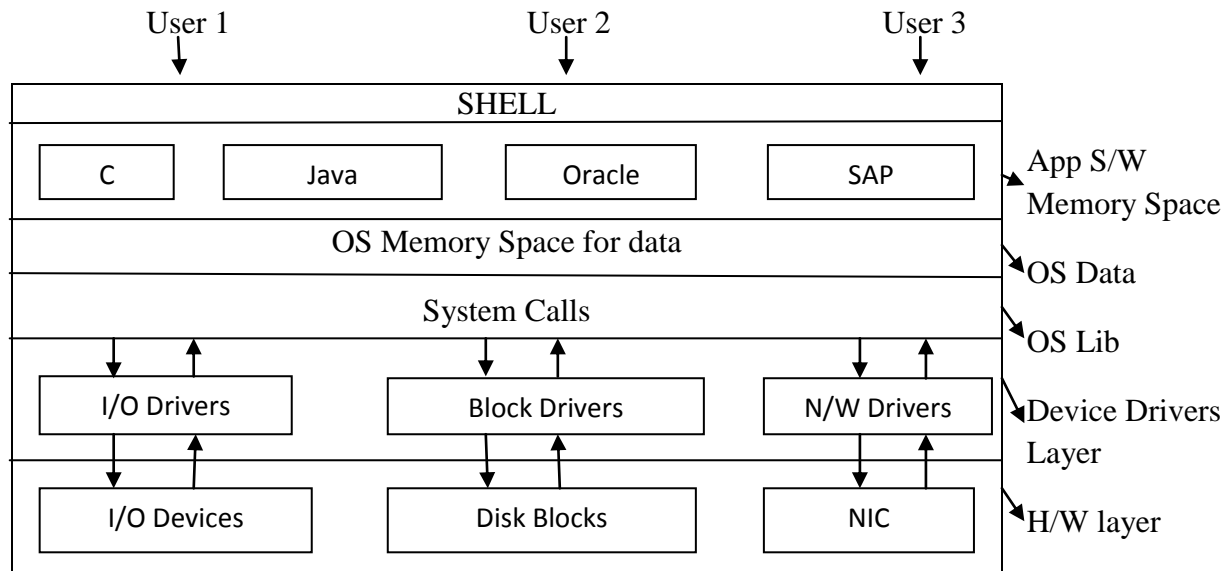 User 1
User 2
User 3
SHELL
C
Java
Oracle
SAP
App S/W
Memory Space
OS Memory Space for data
OS Data
System Calls
OS Lib
I/O Drivers
Block Drivers
N/W Drivers
Device Drivers
Layer
I/O Devices
Disk Blocks
NIC
H/W layer